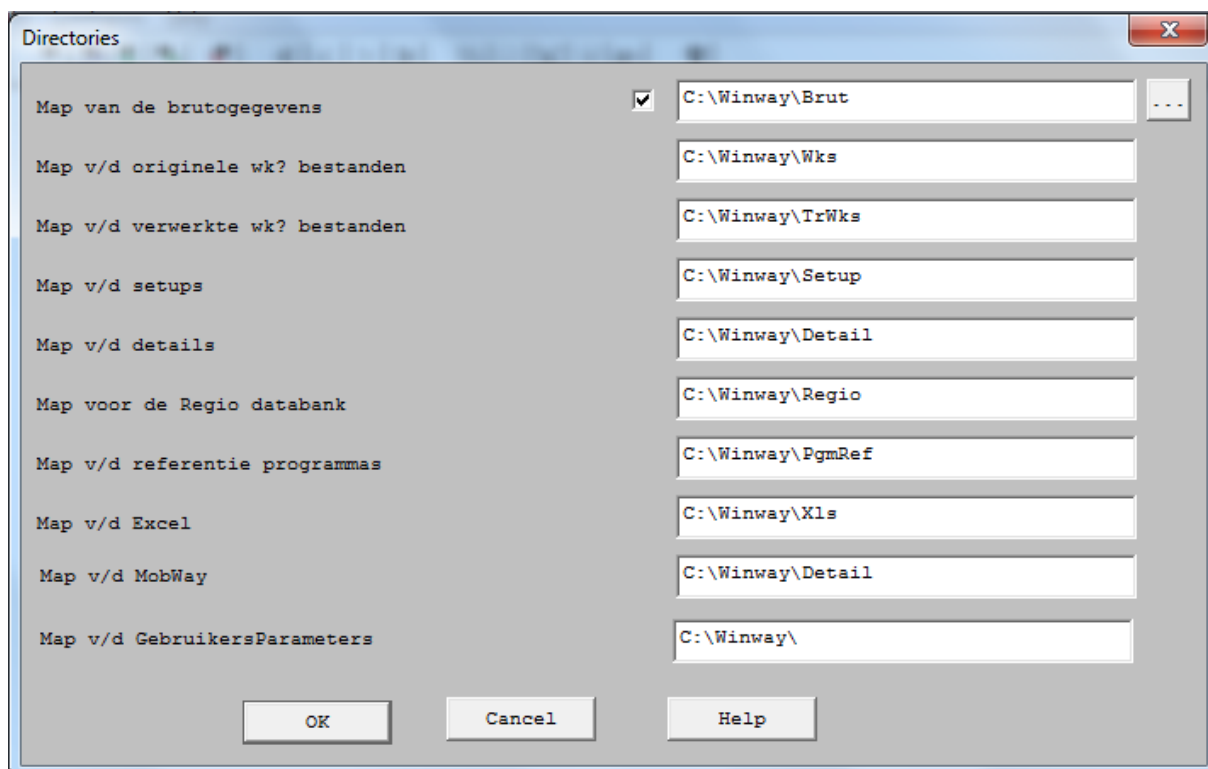 Directories
Map van de brutogegevens C:\Winway\Brut ...
Map v/d originele wk? bestanden C:\Winway\Wks
Map v/d verwerkte wk? bestanden C:\Winway\TrWks
Map v/d setups C:\Winway\Setup
Map v/d details C:\Winway\Detail
Map voor de Regio databank C:\Winway\Regio
Map v/d referentie programmas C:\Winway\PgmRef
Map v/d Excel C:\Winway\Xls
Map v/d MobWay C:\Winway\Detail
Map v/d GebruikersParameters C:\Winway\
OK Cancel Help